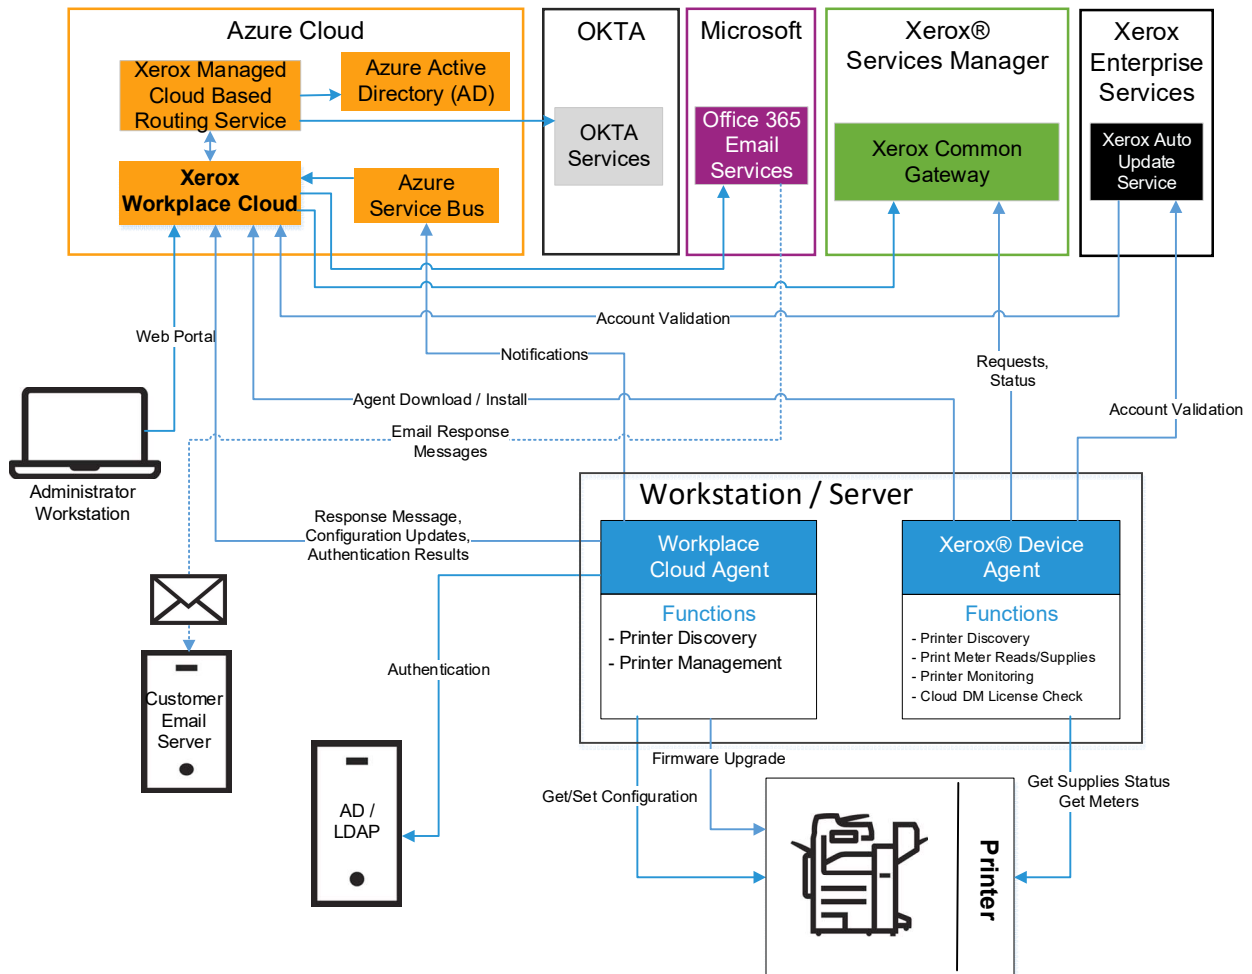 Azure Cloud
Xerox Managed
Cloud Based
Routing Service
Azure Active
Directory (AD)
Xerox
Workplace Cloud
Azure
Service Bus
OKTA
OKTA
Services
Microsoft
Office 365
Email
Services
Xerox®
Services Manager
Xerox Common
Gateway
Xerox
Enterprise
Services
Xerox Auto
Update
Service
Web Portal
Account Validation
Notifications
Requests,
Status
Agent Download / Install
Account Validation
Email Response
Messages
Administrator
Workstation
Response Message,
Configuration Updates,
Authentication Results
Workstation / Server
Workplace
Cloud Agent
Functions
- Printer Discovery
- Printer Management
Xerox® Device
Agent
Functions
- Printer Discovery
- Print Meter Reads/Supplies
- Printer Monitoring
- Cloud DM License Check
Authentication
Customer
Email
Server
AD /
LDAP
Firmware Upgrade
Get/Set Configuration
Get Supplies Status
Get Meters
Printer